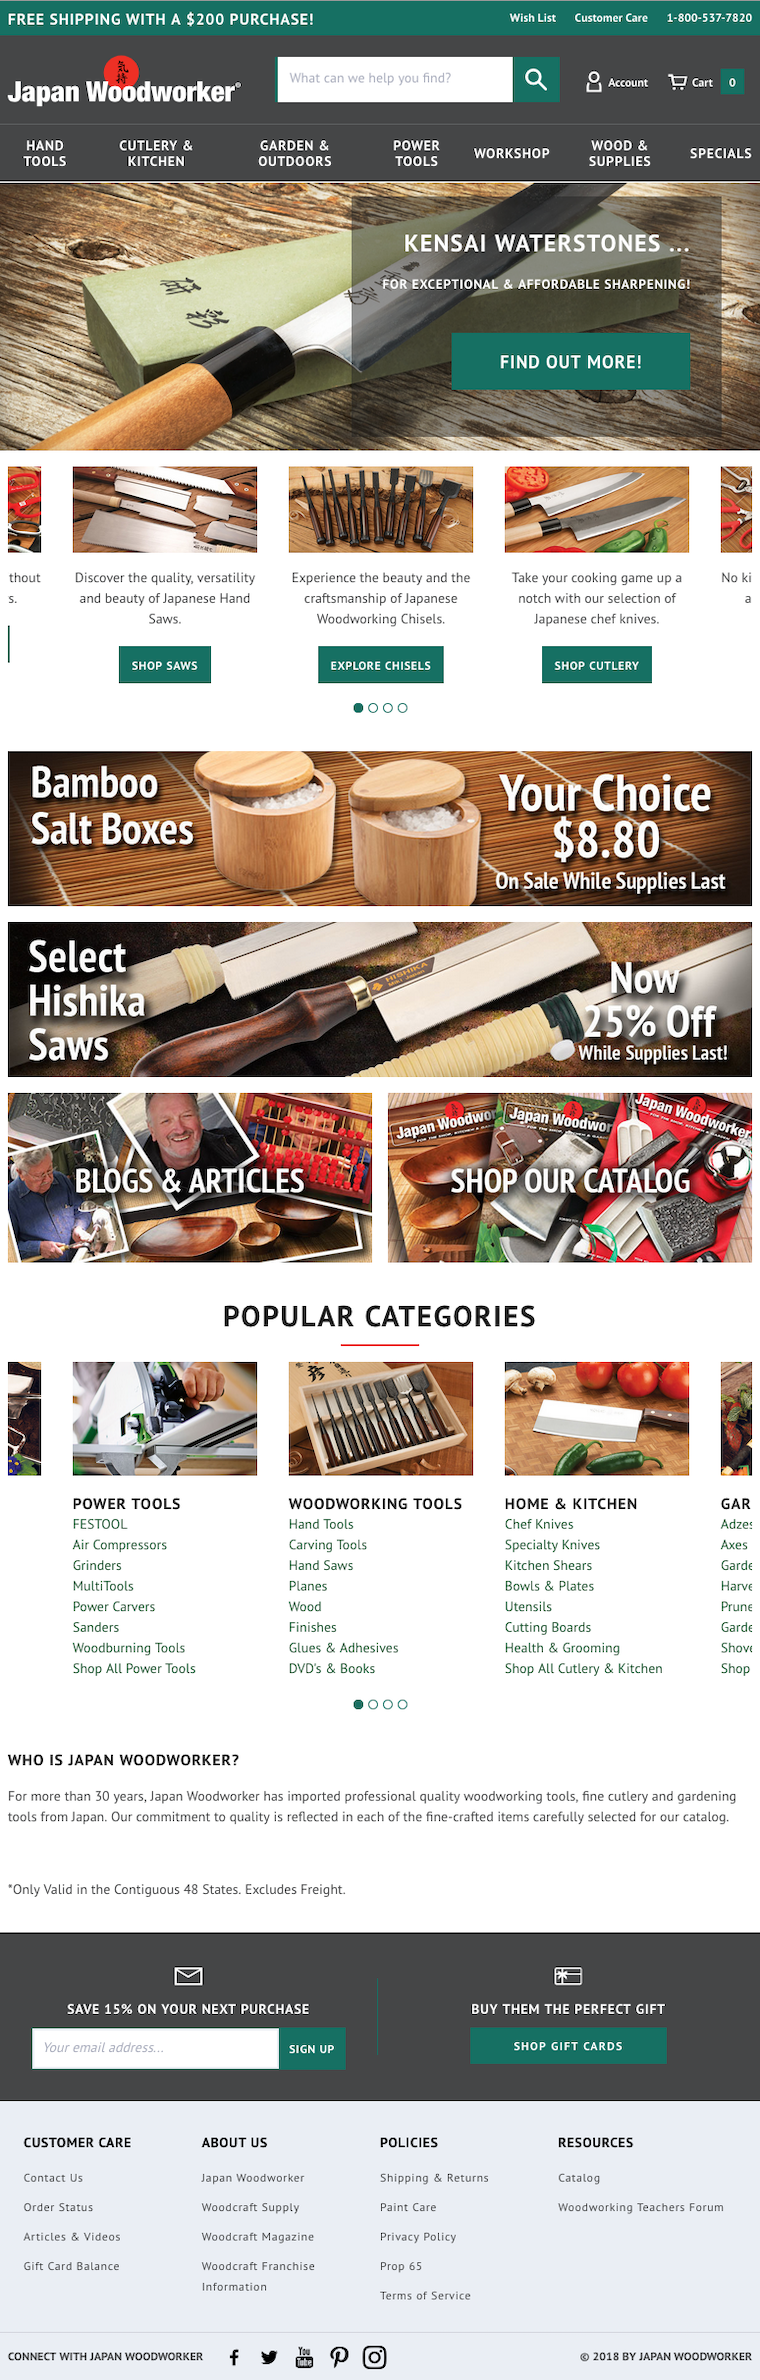 FREE SHIPPING WITH A $200 PURCHASE!
Wish List Customer Care 1-800-537-7820
気持
Japan Woodworker®
What can we help you find?
Account
Cart 0
HAND TOOLS
CUTLERY & KITCHEN
GARDEN & OUTDOORS
POWER TOOLS
WORKSHOP
WOOD & SUPPLIES
SPECIALS
KENSAI WATERSTONES ...
FOR EXCEPTIONAL & AFFORDABLE SHARPENING!
FIND OUT MORE!
thout
s.
Discover the quality, versatility
and beauty of Japanese Hand
Saws.
SHOP SAWS
Experience the beauty and the
craftsmanship of Japanese
Woodworking Chisels.
EXPLORE CHISELS
Take your cooking game up a
notch with our selection of
Japanese chef knives.
SHOP CUTLERY
No ki
a
Bamboo
Salt Boxes
Your Choice
$8.80
On Sale While Supplies Last
Select
Hishika
Saws
HISHIKA
Now
25% Off
While Supplies Last!
BLOGS & ARTICLES
Japan Woodwor
Japan Woodwor
Japan Woodworker
SHOP OUR CATALOG
POPULAR CATEGORIES
POWER TOOLS
FESTOOL
Air Compressors
Grinders
MultiTools
Power Carvers
Sanders
Woodburning Tools
Shop All Power Tools
WOODWORKING TOOLS
Hand Tools
Carving Tools
Hand Saws
Planes
Wood
Finishes
Glues & Adhesives
DVD's & Books
HOME & KITCHEN
Chef Knives
Specialty Knives
Kitchen Shears
Bowls & Plates
Utensils
Cutting Boards
Health & Grooming
Shop All Cutlery & Kitchen
GAR
Adzes
Axes
Garde
Harve
Prune
Garde
Shove
Shop
WHO IS JAPAN WOODWORKER?
For more than 30 years, Japan Woodworker has imported professional quality woodworking tools, fine cutlery and gardening
tools from Japan. Our commitment to quality is reflected in each of the fine-crafted items carefully selected for our catalog.
*Only Valid in the Contiguous 48 States. Excludes Freight.
SAVE 15% ON YOUR NEXT PURCHASE
Your email address...
SIGN UP
BUY THEM THE PERFECT GIFT
SHOP GIFT CARDS
CUSTOMER CARE
Contact Us
Order Status
Articles & Videos
Gift Card Balance
ABOUT US
Japan Woodworker
Woodcraft Supply
Woodcraft Magazine
Woodcraft Franchise
Information
POLICIES
Shipping & Returns
Paint Care
Privacy Policy
Prop 65
Terms of Service
RESOURCES
Catalog
Woodworking Teachers Forum
CONNECT WITH JAPAN WOODWORKER
You Tube
© 2018 BY JAPAN WOODWORKER